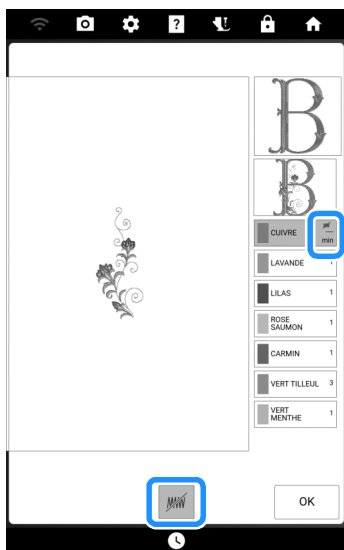 ?
CUIVRE
min
LAVANDE
LILAS 1
ROSE
SAUMON 1
CARMIN 1
VERT TILLEUL 3
VERT
MENTHE 1
OK